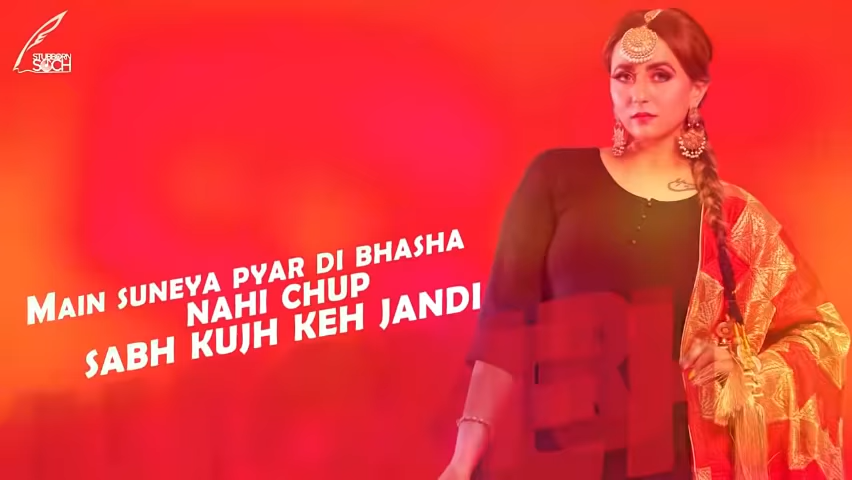 STUBBORN
SOCH
MAIN SUNEYA PYAR DI BHASHA
NAHI CHUP
SABH KUJH KEH JANDI